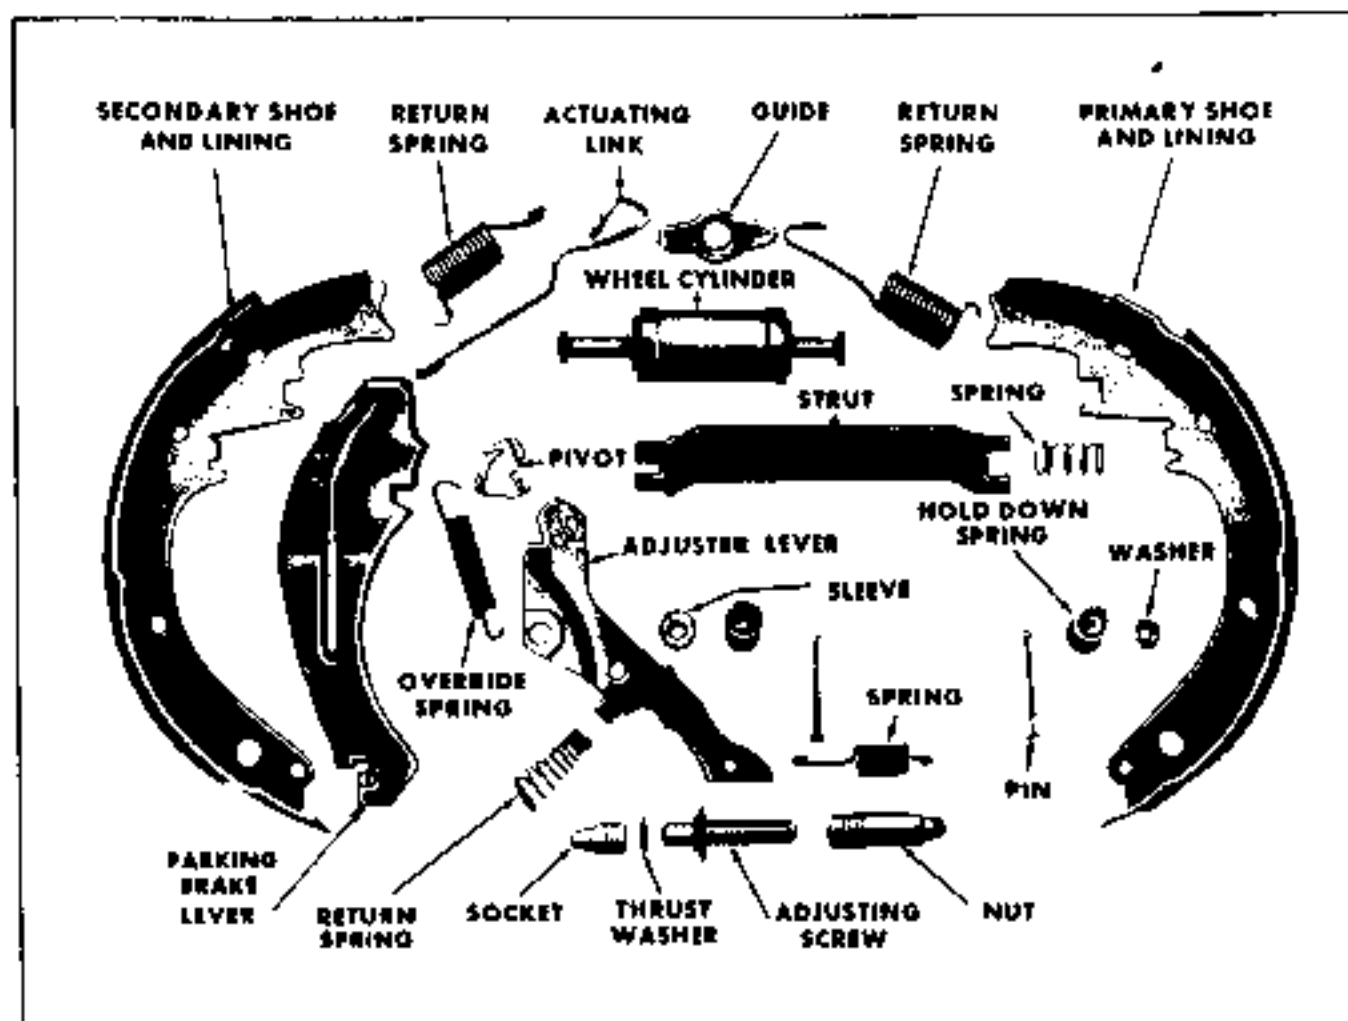 SECONDARY SHOE
AND LINING
RETURN
SPRING
ACTUATING
LINK
GUIDE
RETURN
SPRING
PRIMARY SHOE
AND LINING
WHEEL CYLINDER
STRUT
SPRING
PIVOT
HOLD DOWN
SPRING
ADJUSTER LEVER
WASHER
SLEEVE
OVERRIDE
SPRING
SPRING
PIN
PARKING
BRAKE
LEVER
RETURN
SPRING
SOCKET
THRUST
WASHER
ADJUSTING
SCREW
NUT